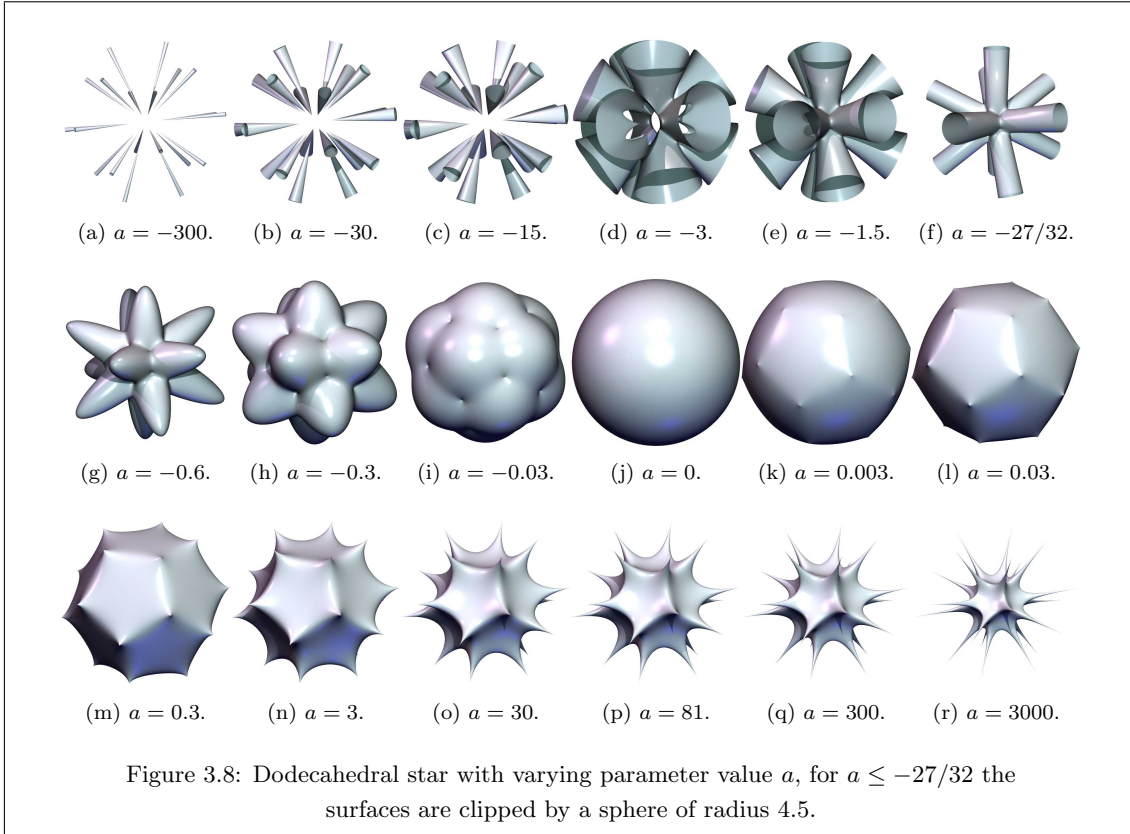 (a) a = −300. (b) a = −30. (c) a = −15. (d) a = −3. (e) a = −1.5. (f) a = −27/32.
(g) a = −0.6. (h) a = −0.3. (i) a = −0.03. (j) a = 0. (k) a = 0.003. (l) a = 0.03.
(m) a = 0.3. (n) a = 3. (o) a = 30. (p) a = 81. (q) a = 300. (r) a = 3000.
Figure 3.8: Dodecahedral star with varying parameter value a, for a ≤ −27/32 the
surfaces are clipped by a sphere of radius 4.5.